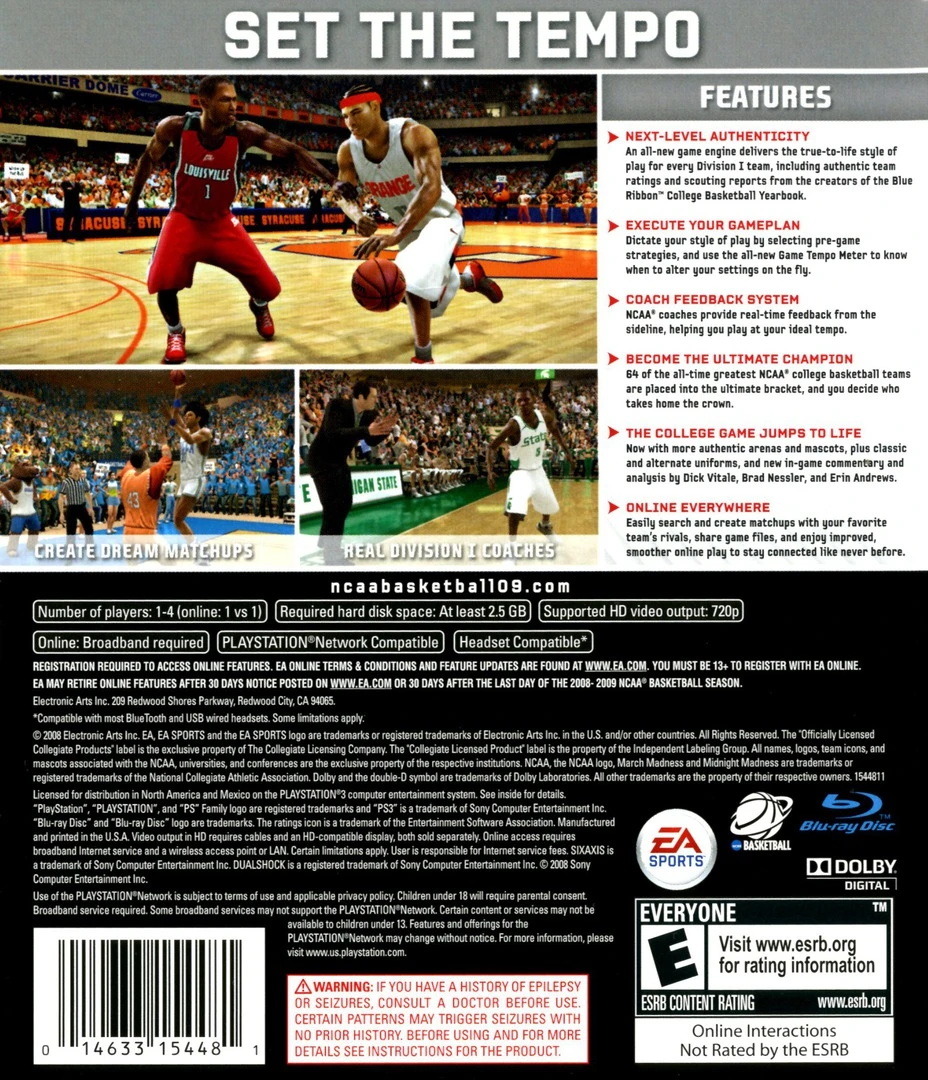 SET THE TEMPO
CARRIER DOME
LOUISVILLE
1
ORANGE
SYRACUSE
FEATURES
NEXT-LEVEL AUTHENTICITY
An all-new game engine delivers the true-to-life style of
play for every Division I team, including authentic team
ratings and scouting reports from the creators of the Blue
Ribbon™ College Basketball Yearbook.
EXECUTE YOUR GAMEPLAN
Dictate your style of play by selecting pre-game
strategies, and use the all-new Game Tempo Meter to know
when to alter your settings on the fly.
COACH FEEDBACK SYSTEM
NCAA® coaches provide real-time feedback from the
sideline, helping you play at your ideal tempo.
BECOME THE ULTIMATE CHAMPION
64 of the all-time greatest NCAA® college basketball teams
are placed into the ultimate bracket, and you decide who
takes home the crown.
THE COLLEGE GAME JUMPS TO LIFE
Now with more authentic arenas and mascots, plus classic
and alternate uniforms, and new in-game commentary and
analysis by Dick Vitale, Brad Nessler, and Erin Andrews.
ONLINE EVERYWHERE
Easily search and create matchups with your favorite
team's rivals, share game files, and enjoy improved,
smoother online play to stay connected like never before.
43
CREATE DREAM MATCHUPS
State
5
IGAN STATE
REAL DIVISION I COACHES
ncaabasketball09.com
Number of players: 1-4 (online: 1 vs 1)
Required hard disk space: At least 2.5 GB
Supported HD video output: 720p
Online: Broadband required
PLAYSTATION®Network Compatible
Headset Compatible*
REGISTRATION REQUIRED TO ACCESS ONLINE FEATURES. EA ONLINE TERMS & CONDITIONS AND FEATURE UPDATES ARE FOUND AT WWW.EA.COM. YOU MUST BE 13+ TO REGISTER WITH EA ONLINE.
EA MAY RETIRE ONLINE FEATURES AFTER 30 DAYS NOTICE POSTED ON WWW.EA.COM OR 30 DAYS AFTER THE LAST DAY OF THE 2008- 2009 NCAA® BASKETBALL SEASON.
Electronic Arts Inc. 209 Redwood Shores Parkway, Redwood City, CA 94065.
*Compatible with most BlueTooth and USB wired headsets. Some limitations apply.
© 2008 Electronic Arts Inc. EA, EA SPORTS and the EA SPORTS logo are trademarks or registered trademarks of Electronic Arts Inc. in the U.S. and/or other countries. All Rights Reserved. The "Officially Licensed
Collegiate Products" label is the exclusive property of The Collegiate Licensing Company. The "Collegiate Licensed Product" label is the property of the Independent Labeling Group. All names, logos, team icons, and
mascots associated with the NCAA, universities, and conferences are the exclusive property of the respective institutions. NCAA, the NCAA logo, March Madness and Midnight Madness are trademarks or
registered trademarks of the National Collegiate Athletic Association. Dolby and the double-D symbol are trademarks of Dolby Laboratories. All other trademarks are the property of their respective owners. 1544811
Licensed for distribution in North America and Mexico on the PLAYSTATION®3 computer entertainment system. See inside for details.
"PlayStation", "PLAYSTATION", and "PS" Family logo are registered trademarks and "PS3" is a trademark of Sony Computer Entertainment Inc.
"Blu-ray Disc" and "Blu-ray Disc" logo are trademarks. The ratings icon is a trademark of the Entertainment Software Association. Manufactured
and printed in the U.S.A. Video output in HD requires cables and an HD-compatible display, both sold separately. Online access requires
broadband Internet service and a wireless access point or LAN. Certain limitations apply. User is responsible for Internet service fees. SIXAXIS is
a trademark of Sony Computer Entertainment Inc. DUALSHOCK is a registered trademark of Sony Computer Entertainment Inc. © 2008 Sony
Computer Entertainment Inc.
Use of the PLAYSTATION®Network is subject to terms of use and applicable privacy policy. Children under 18 will require parental consent.
Broadband service required. Some broadband services may not support the PLAYSTATION®Network. Certain content or services may not be
available to children under 13. Features and offerings for the
PLAYSTATION®Network may change without notice. For more information, please
visit www.us.playstation.com.
EA
SPORTS
BASKETBALL
Blu-ray Disc™
DOLBY
DIGITAL
EVERYONE ™
E
Visit www.esrb.org
for rating information
ESRB CONTENT RATING www.esrb.org
Online Interactions
Not Rated by the ESRB
WARNING: IF YOU HAVE A HISTORY OF EPILEPSY
OR SEIZURES, CONSULT A DOCTOR BEFORE USE.
CERTAIN PATTERNS MAY TRIGGER SEIZURES WITH
NO PRIOR HISTORY. BEFORE USING AND FOR MORE
DETAILS SEE INSTRUCTIONS FOR THE PRODUCT.
0 14633 15448 1